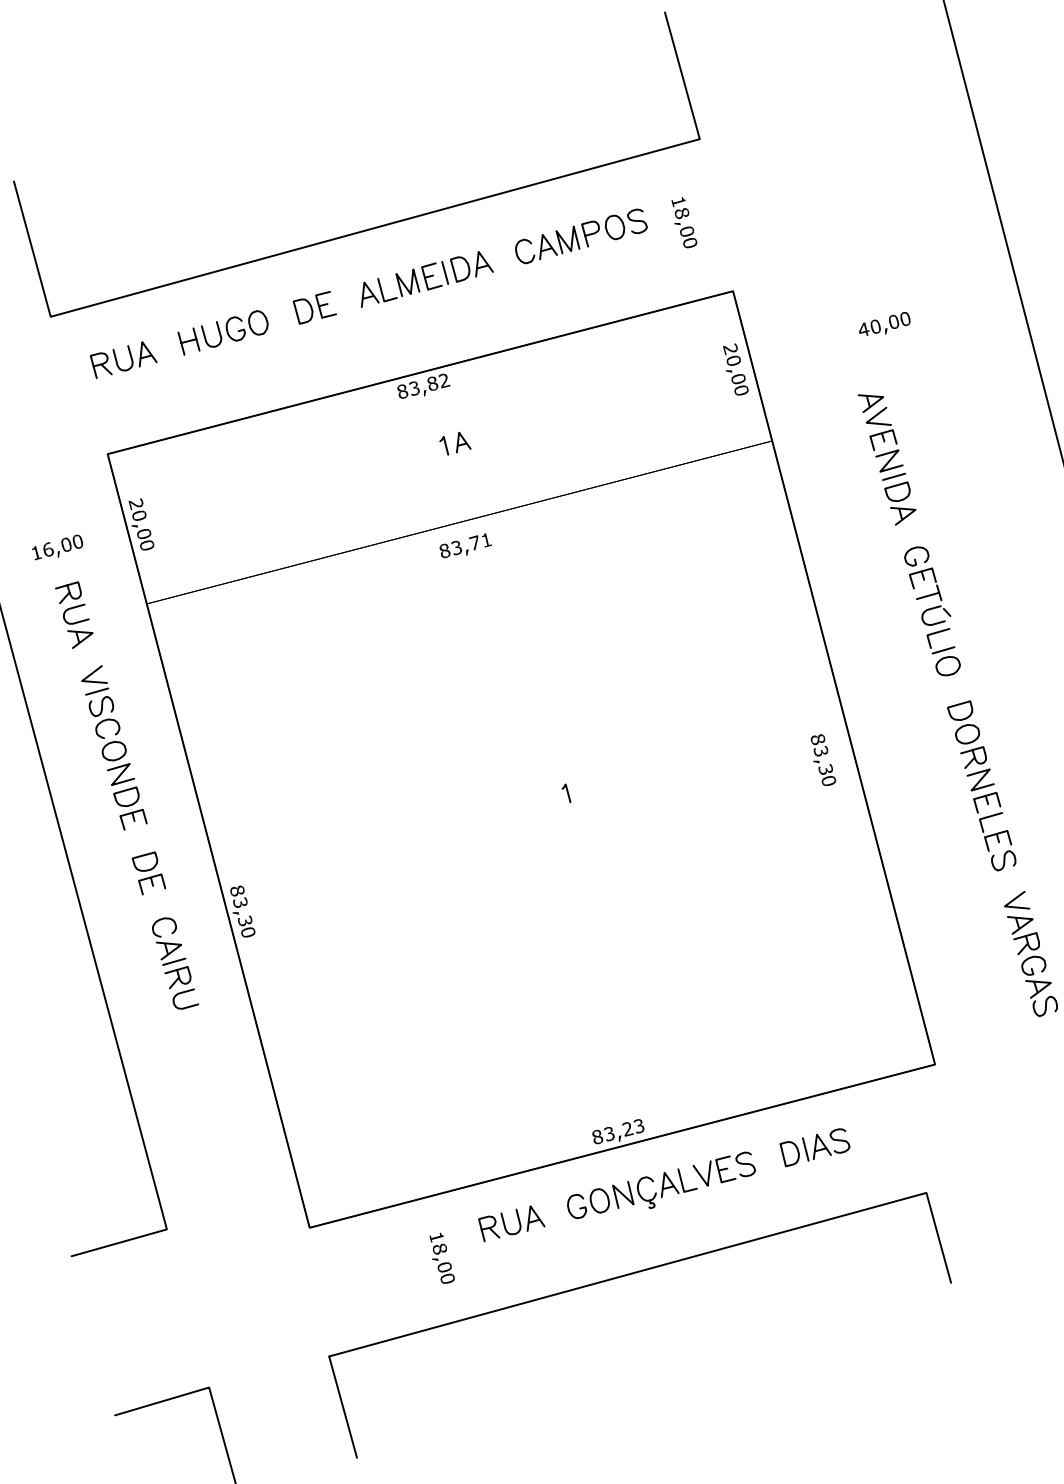 RUA HUGO DE ALMEIDA CAMPOS
18,00
40,00
83,82
20,00
1A
20,00
16,00
83,71
AVENIDA GETÚLIO DORNELES VARGAS
RUA VISCONDE DE CAIRU
83,30
1
83,30
83,23
RUA GONÇALVES DIAS
18,00